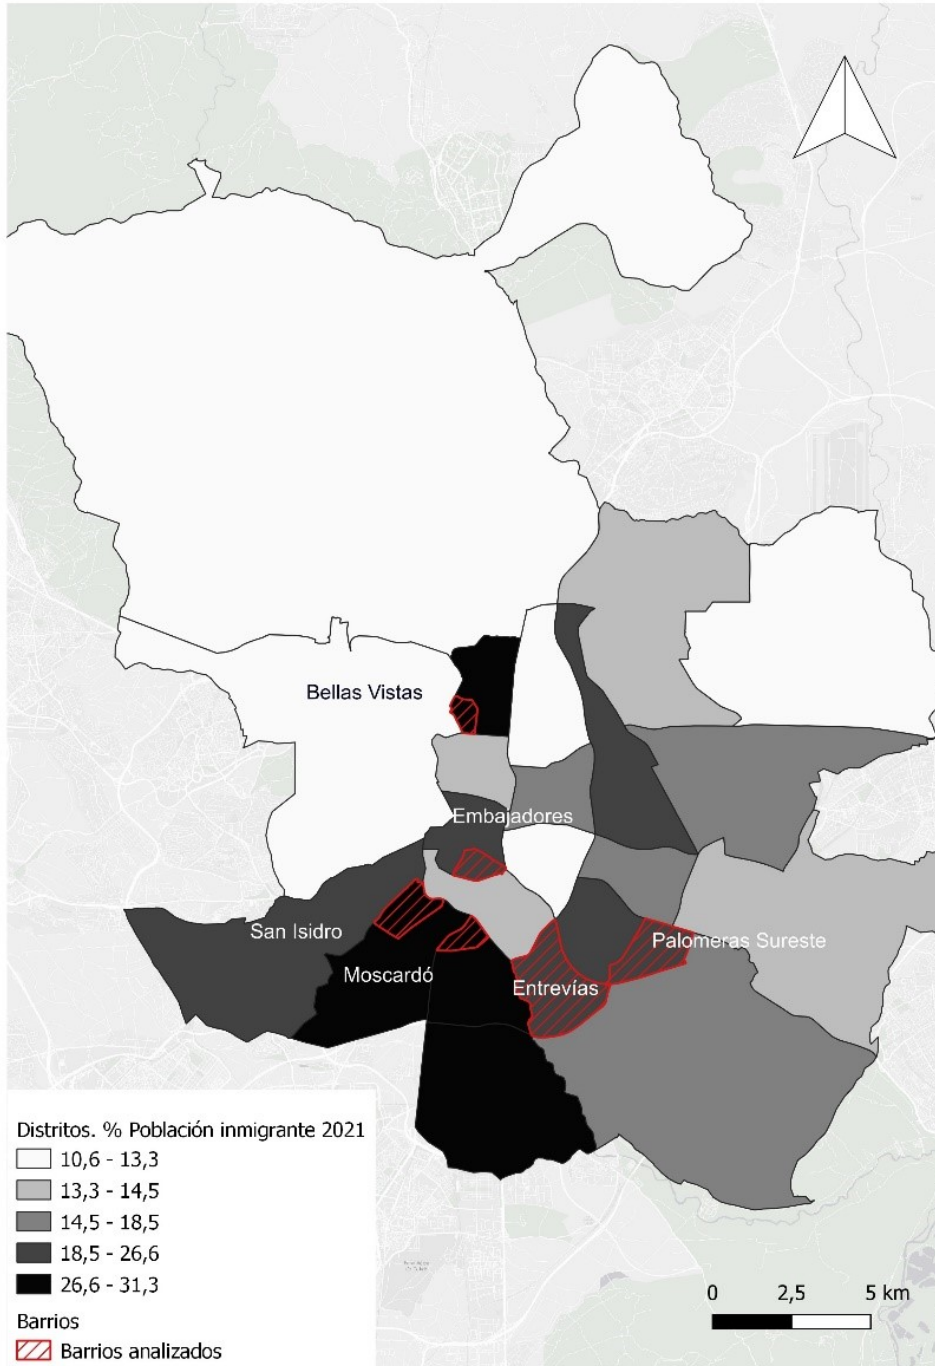 Bellas Vistas
Embajadores
San Isidro
Palomeras Sureste
Moscardó
Entrevías
Distritos. % Población inmigrante 2021
10,6 - 13,3
13,3 - 14,5
14,5 - 18,5
18,5 - 26,6
26,6 - 31,3
Barrios
Barrios analizados
0 2,5 5 km